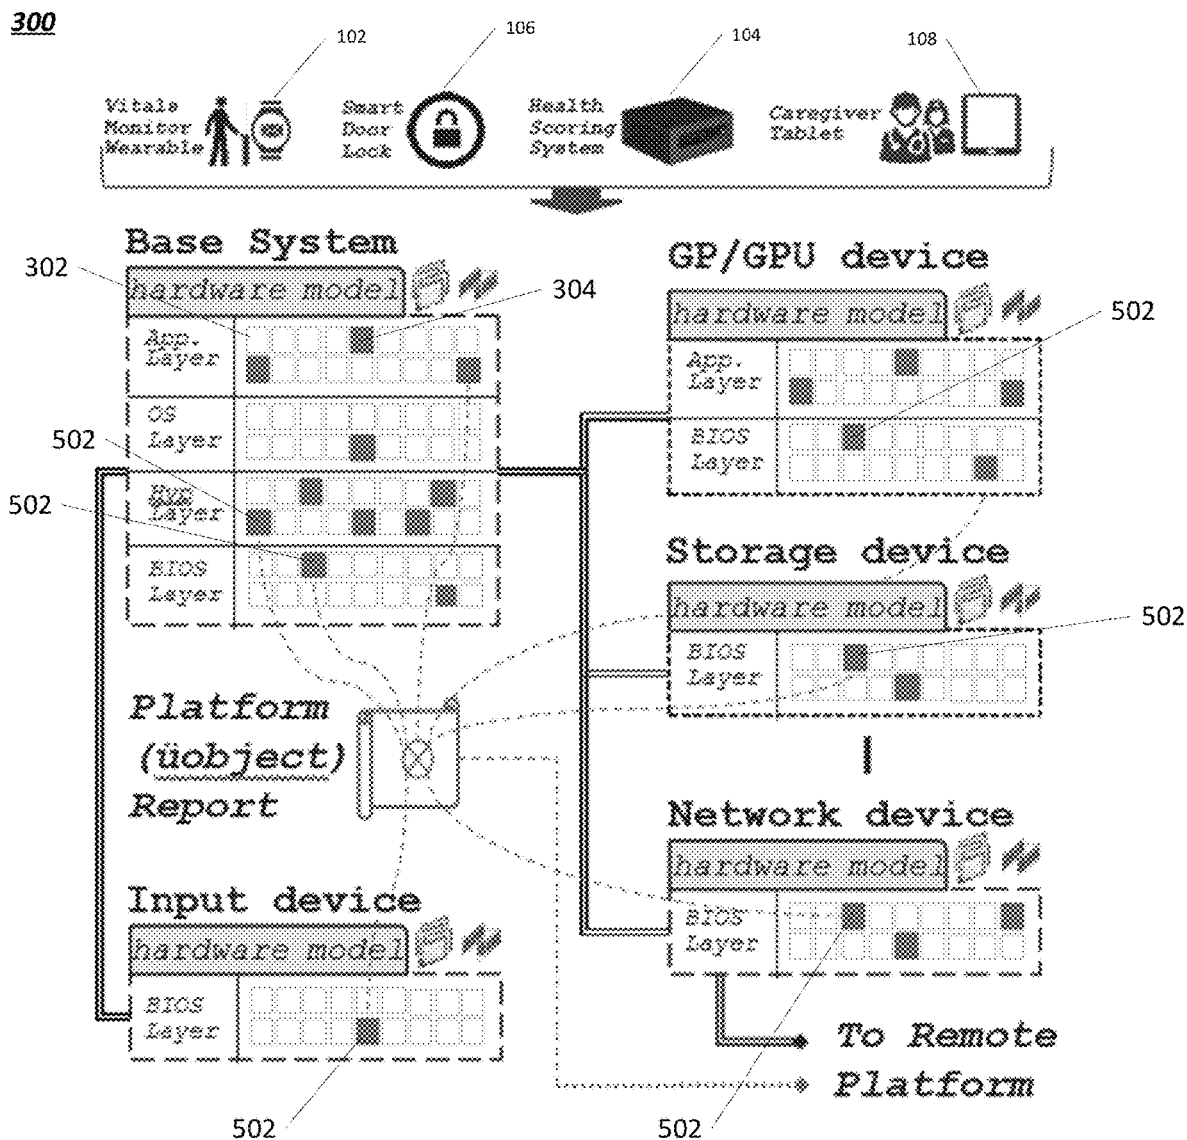 300
102
106
104
108
Vitals
Monitor
Wearable
Smart
Door
Lock
Health
Scoring
System
Caregiver
Tablet
Base System
302
hardware model
304
App.
Layer
OS
Layer
502
Hyp
Layer
502
BIOS
Layer
GP/GPU device
hardware model
502
App.
Layer
BIOS
Layer
Storage device
hardware model
502
BIOS
Layer
Platform
(üobject)
Report
Network device
hardware model
BIOS
Layer
Input device
hardware model
BIOS
Layer
To Remote
Platform
502
502